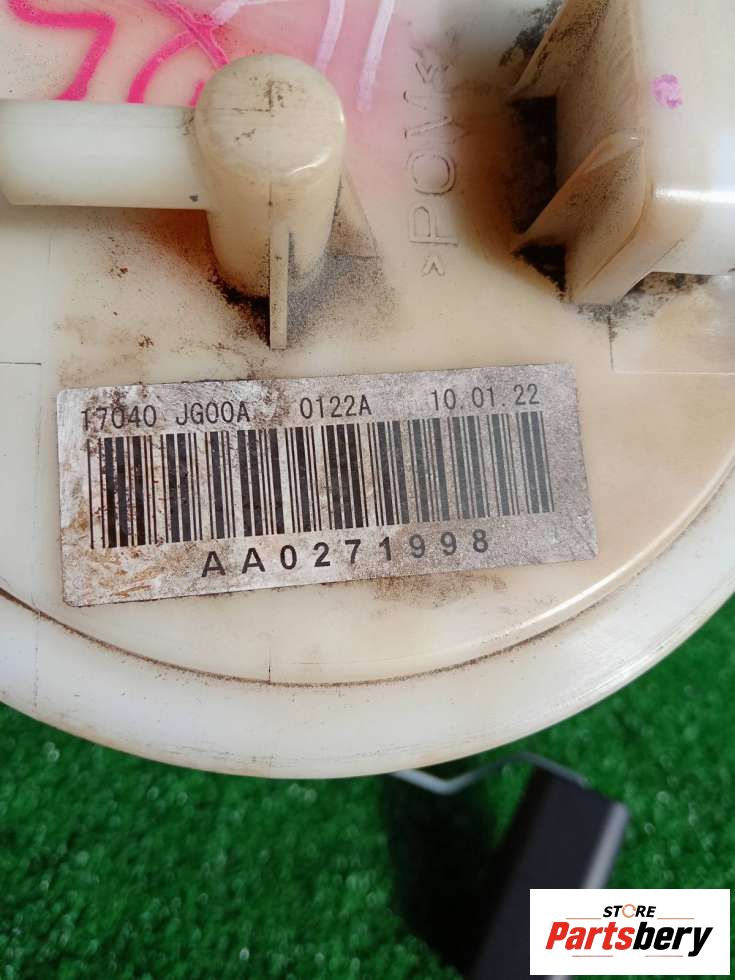 >POM<
17040 JG00A 0122A 10.01.22
AA0271998
STORE
Partsbery